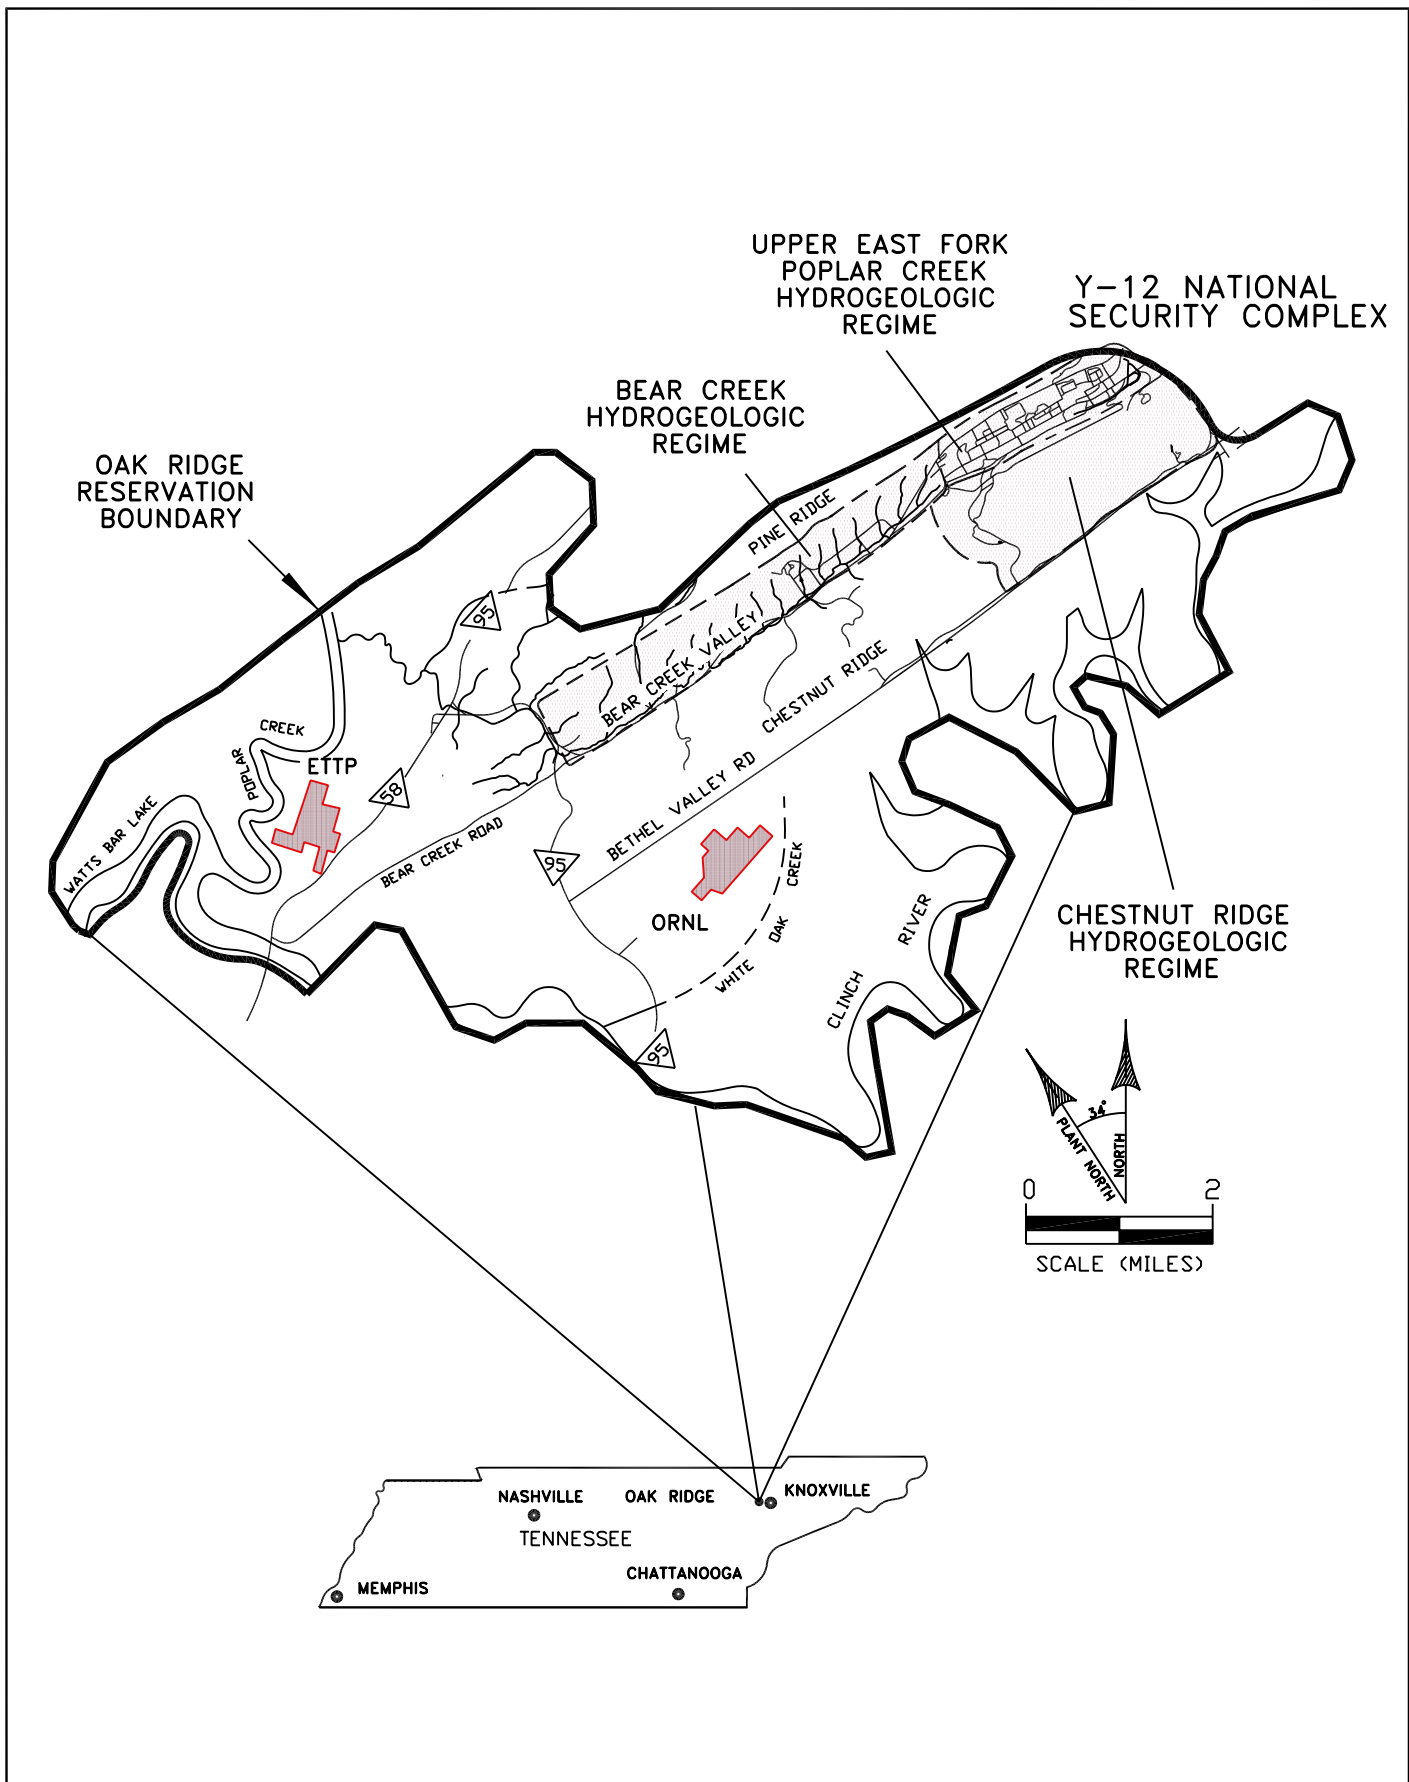 UPPER EAST FORK
POPLAR CREEK
HYDROGEOLOGIC
REGIME
Y-12 NATIONAL
SECURITY COMPLEX
BEAR CREEK
HYDROGEOLOGIC
REGIME
OAK RIDGE
RESERVATION
BOUNDARY
PINE RIDGE
95
BEAR CREEK VALLEY
CHESTNUT RIDGE
POPLAR
CREEK
ETTP
58
WATTS BAR LAKE
BEAR CREEK ROAD
BETHEL VALLEY RD
95
ORNL
WHITE
OAK
CREEK
CLINCH
RIVER
95
CHESTNUT RIDGE
HYDROGEOLOGIC
REGIME
34°
PLANT NORTH
NORTH
0
2
SCALE (MILES)
NASHVILLE
OAK RIDGE
KNOXVILLE
TENNESSEE
CHATTANOOGA
MEMPHIS